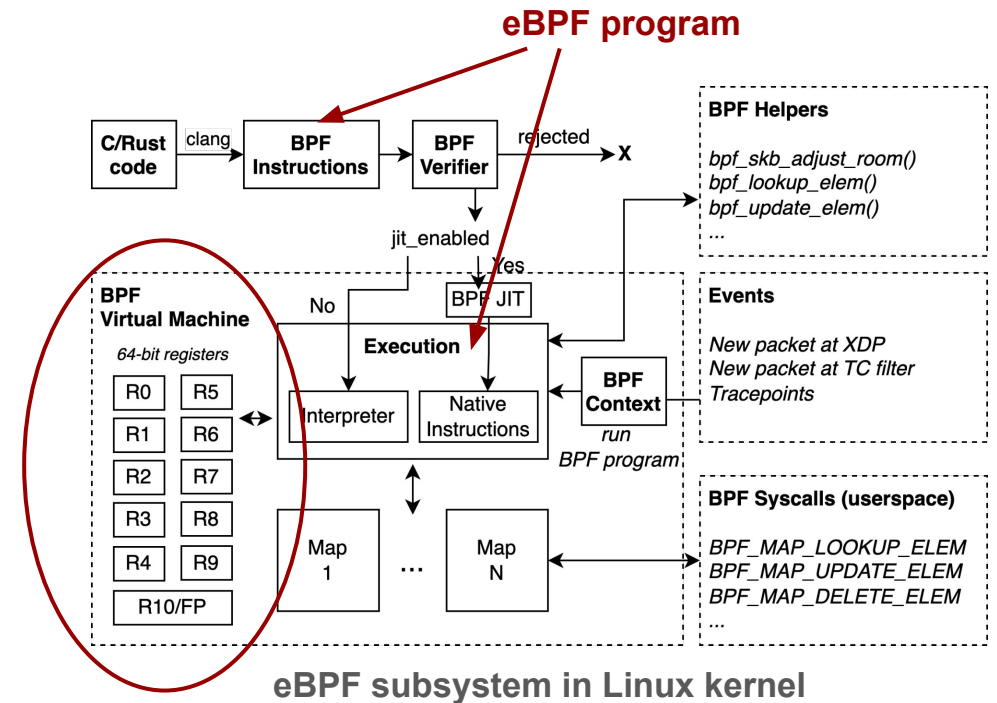 eBPF program
C/Rust
code
clang
BPF
Instructions
BPF
Verifier
rejected
X
jit_enabled
Yes
No
BPF JIT
BPF
Virtual Machine
64-bit registers
R0
R5
R1
R6
R2
R7
R3
R8
R4
R9
R10/FP
Execution
Interpreter
Native
Instructions
BPF
Context
run
BPF program
Map
1
...
Map
N
BPF Helpers
bpf_skb_adjust_room()
bpf_lookup_elem()
bpf_update_elem()
...
Events
New packet at XDP
New packet at TC filter
Tracepoints
BPF Syscalls (userspace)
BPF_MAP_LOOKUP_ELEM
BPF_MAP_UPDATE_ELEM
BPF_MAP_DELETE_ELEM
...
eBPF subsystem in Linux kernel